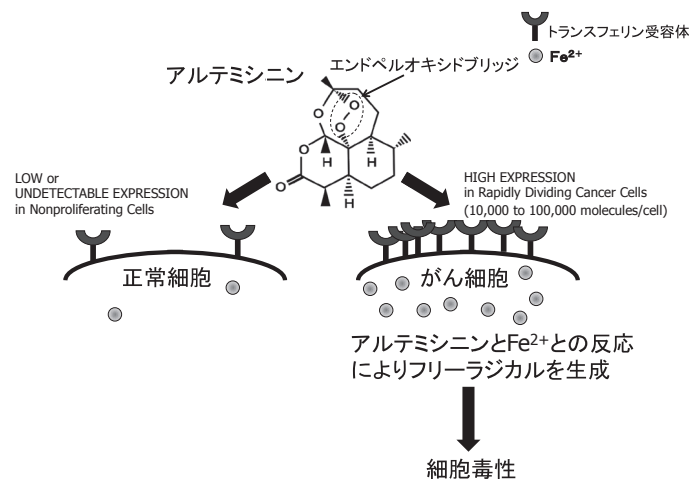 トランスフェリン受容体
Fe²⁺
アルテミシニン
エンドペルオキシドブリッジ
O
O
O
O
O
O
H
H
H
LOW or
UNDETECTABLE EXPRESSION
in Nonproliferating Cells
HIGH EXPRESSION
in Rapidly Dividing Cancer Cells
(10,000 to 100,000 molecules/cell)
正常細胞
がん細胞
アルテミシニンとFe²⁺との反応
によりフリーラジカルを生成
細胞毒性